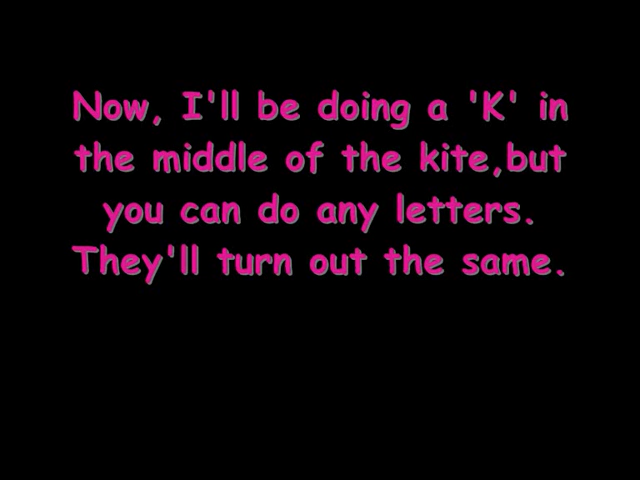 Now, I'll be doing a 'K' in
the middle of the kite,but
you can do any letters.
They'll turn out the same.